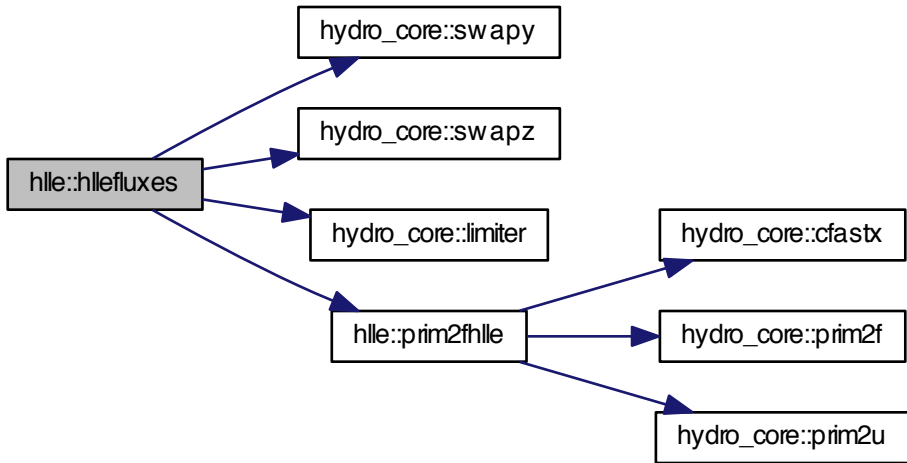 hydro_core::swapy
hydro_core::swapz
hlle::hllefluxes
hydro_core::limiter
hydro_core::cfastx
hlle::prim2fhlle
hydro_core::prim2f
hydro_core::prim2u